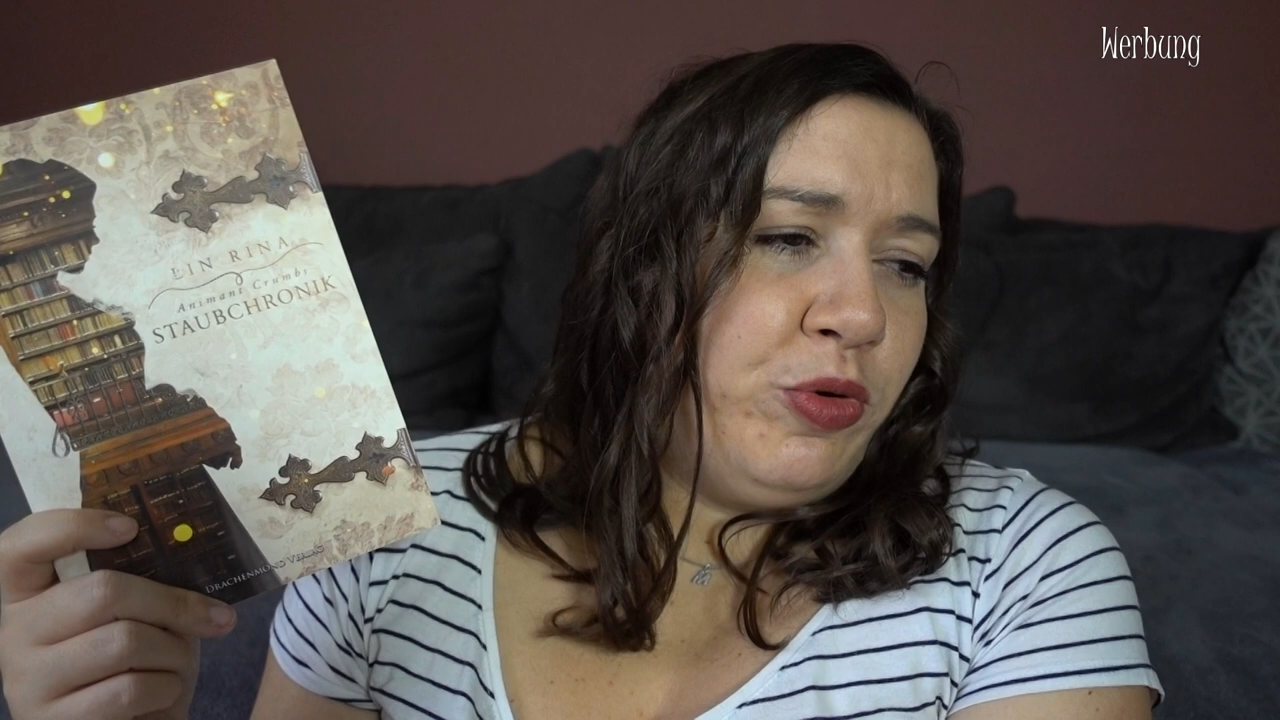 Werbung
LIN RINA
Animant Crumbs
STAUBCHRONIK
DRACHENMOND VERLAG